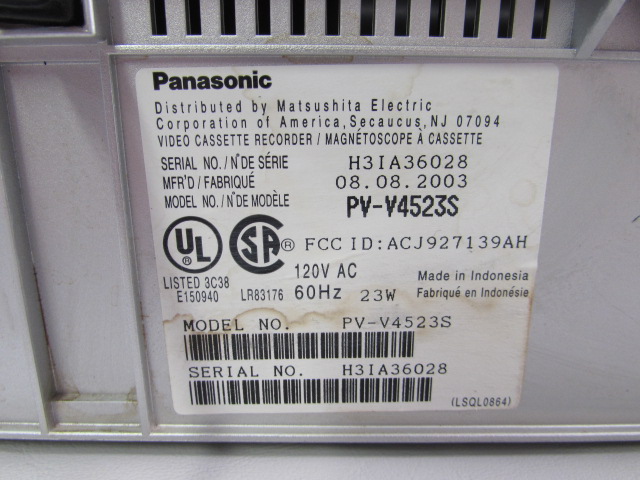 Panasonic
Distributed by Matsushita Electric
Corporation of America, Secaucus, NJ 07094
VIDEO CASSETTE RECORDER / MAGNÉTOSCOPE À CASSETTE
SERIAL NO. / N° DE SÉRIE H3IA36028
MFR'D / FABRIQUÉ 08.08.2003
MODEL NO. / N° DE MODÈLE PV-V4523S
UL ® SA ® FCC ID: ACJ927139AH
LISTED 3C38 120V AC Made in Indonesia
E150940 LR83176 60Hz 23W Fabriqué en Indonésie
MODEL NO. PV-V4523S
SERIAL NO. H3IA36028
(LSQL0864)